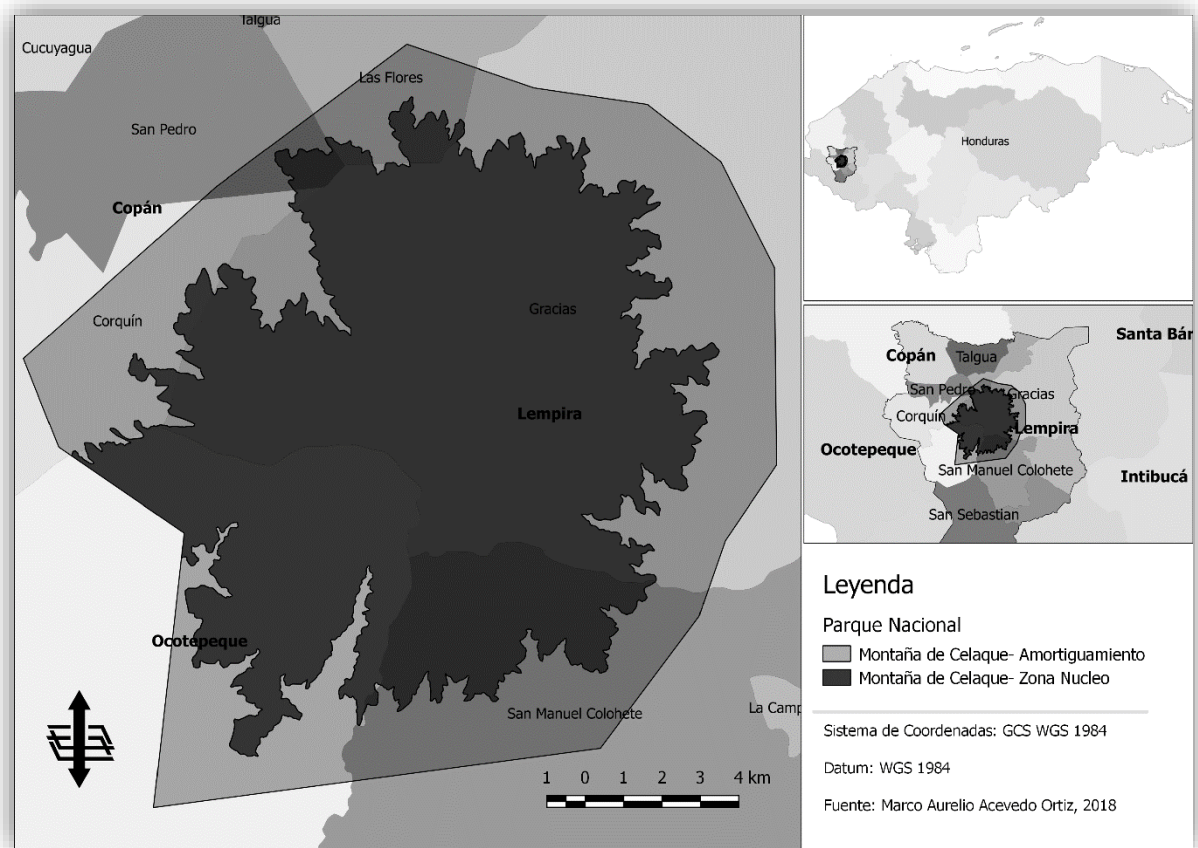 Talgua
Cucuyagua
Las Flores
San Pedro
Copán
Corquín
Gracias
Lempira
Ocotepeque
San Manuel Colohete
La Camp
1 0 1 2 3 4 km
Honduras
Santa Bár
Copán
Talgua
San Pedro
Gracias
Corquín
Lempira
Ocotepeque
San Manuel Colohete
Intibucá
San Sebastian
Leyenda
Parque Nacional
Montaña de Celaque- Amortiguamiento
Montaña de Celaque- Zona Nucleo
Sistema de Coordenadas: GCS WGS 1984
Datum: WGS 1984
Fuente: Marco Aurelio Acevedo Ortiz, 2018